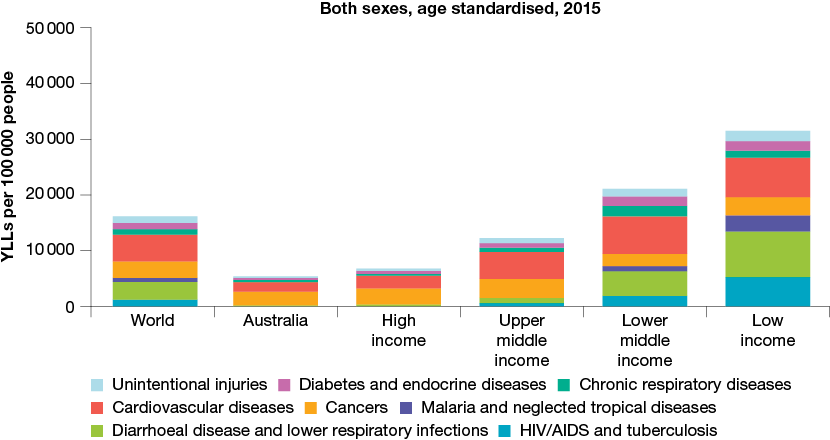 Both sexes, age standardised, 2015
YLLs per 100 000 people
50 000
40 000
30 000
20 000
10 000
0
World
Australia
High
income
Upper
middle
income
Lower
middle
income
Low
income
Unintentional injuries
Diabetes and endocrine diseases
Chronic respiratory diseases
Cardiovascular diseases
Cancers
Malaria and neglected tropical diseases
Diarrhoeal disease and lower respiratory infections
HIV/AIDS and tuberculosis